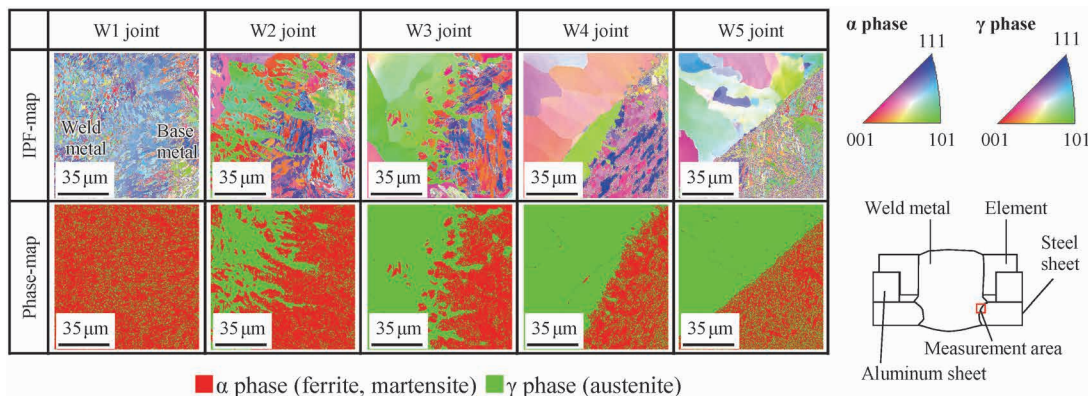 W1 joint
W2 joint
W3 joint
W4 joint
W5 joint
IPF-map
Weld
metal
Base
metal
35 μm
35 μm
35 μm
35 μm
35 μm
Phase-map
35 μm
35 μm
35 μm
35 μm
35 μm
α phase (ferrite, martensite)
γ phase (austenite)
α phase
111
001
101
γ phase
111
001
101
Weld metal
Element
Steel
sheet
Measurement area
Aluminum sheet